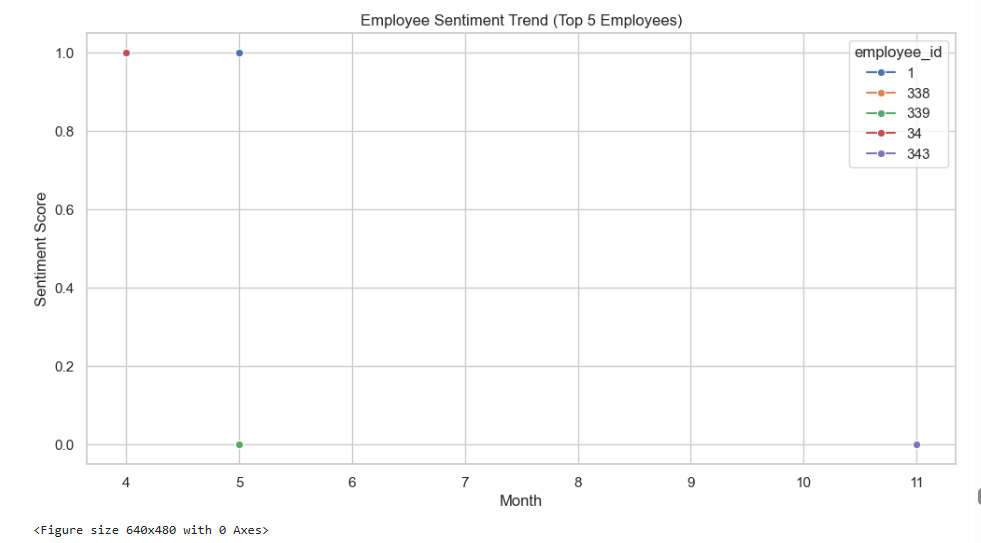 Employee Sentiment Trend (Top 5 Employees)
employee_id
1
338
339
34
343
Sentiment Score
1.0
0.8
0.6
0.4
0.2
0.0
4 5 6 7 8 9 10 11
Month
<Figure size 640x480 with 0 Axes>